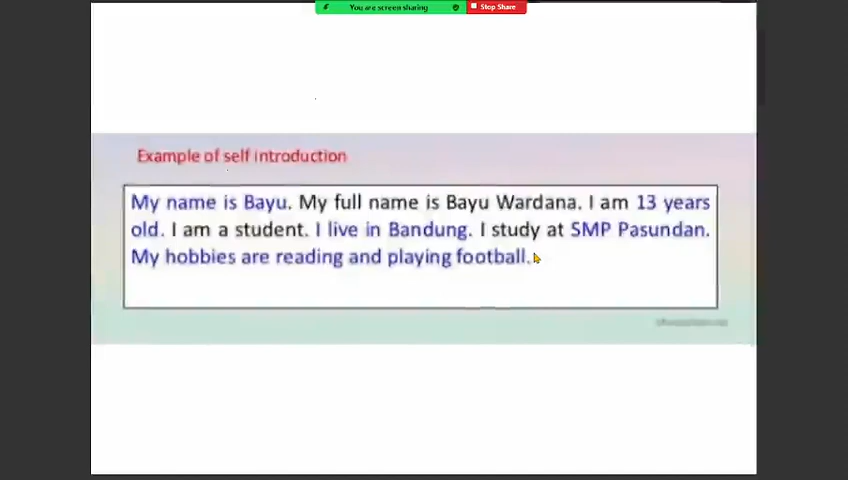 You are screen sharing
Stop Share
Example of self introduction
My name is Bayu. My full name is Bayu Wardana. I am 13 years
old. I am a student. I live in Bandung. I study at SMP Pasundan.
My hobbies are reading and playing football.